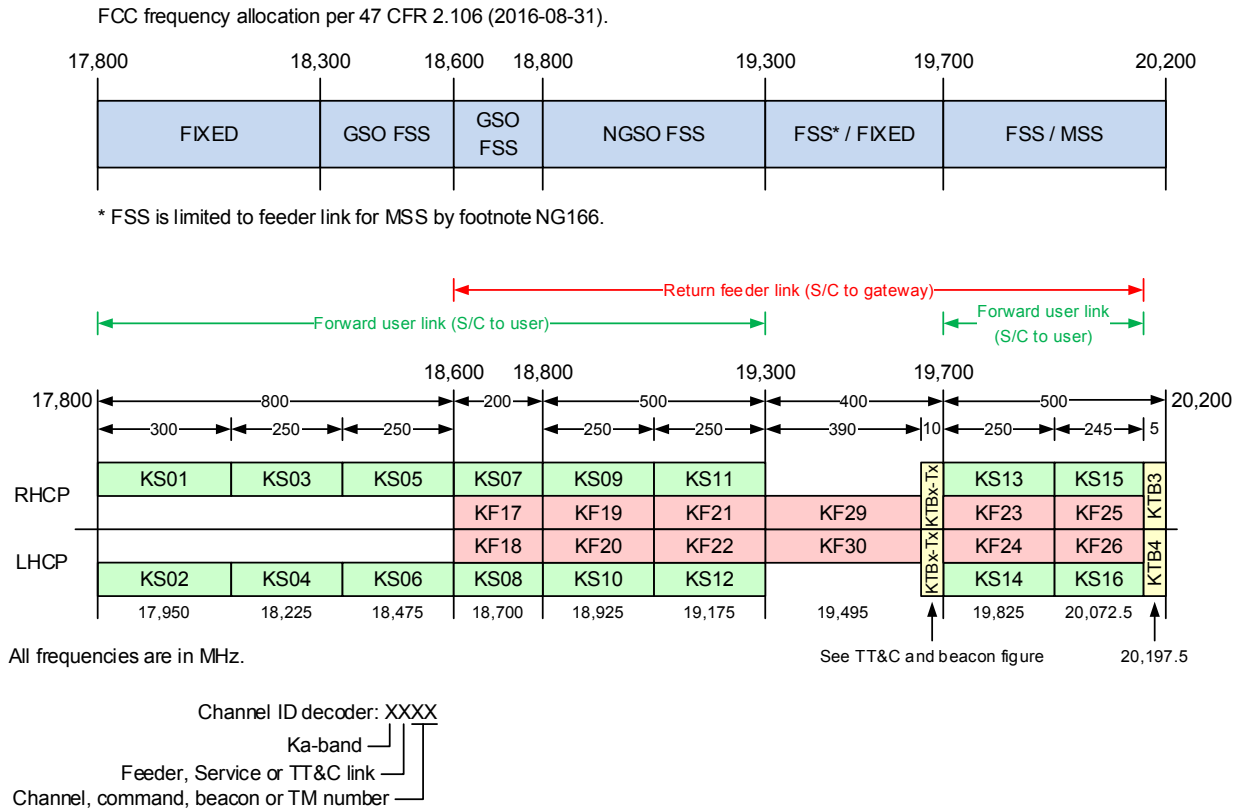 FCC frequency allocation per 47 CFR 2.106 (2016-08-31).
17,800 18,300 18,600 18,800 19,300 19,700 20,200
FIXED GSO FSS GSO FSS NGSO FSS FSS* / FIXED FSS / MSS
* FSS is limited to feeder link for MSS by footnote NG166.
Return feeder link (S/C to gateway)
Forward user link (S/C to user) Forward user link (S/C to user)
18,600 18,800 19,300 19,700
17,800 800 200 500 400 500 20,200
300 250 250 250 250 390 10 250 245 5
RHCP
KS01 KS03 KS05 KS07 KS09 KS11 KTBx-Tx KS13 KS15 KTB3
KF17 KF19 KF21 KF29 KF23 KF25
LHCP
KF18 KF20 KF22 KF30 KTBx-Tx KF24 KF26 KTB4
KS02 KS04 KS06 KS08 KS10 KS12 KS14 KS16
17,950 18,225 18,475 18,700 18,925 19,175 19,495 19,825 20,072.5
All frequencies are in MHz.
See TT&C and beacon figure 20,197.5
Channel ID decoder: XXXX
Ka-band
Feeder, Service or TT&C link
Channel, command, beacon or TM number